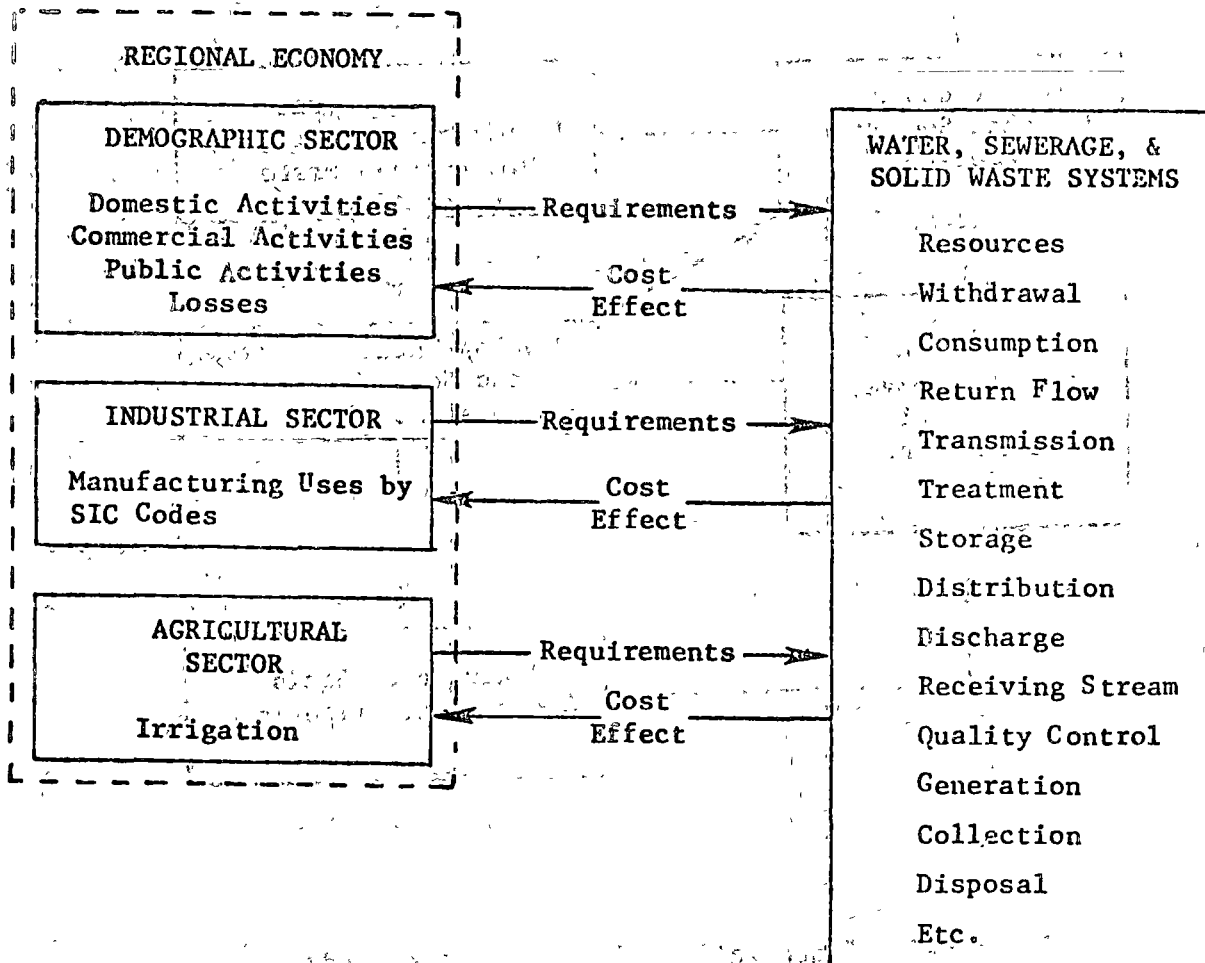 REGIONAL ECONOMY
DEMOGRAPHIC SECTOR
Domestic Activities
Commercial Activities
Public Activities
Losses
Requirements
Cost
Effect
INDUSTRIAL SECTOR
Manufacturing Uses by
SIC Codes
Requirements
Cost
Effect
AGRICULTURAL
SECTOR
Irrigation
Requirements
Cost
Effect
WATER, SEWERAGE, &
SOLID WASTE SYSTEMS
Resources
Withdrawal
Consumption
Return Flow
Transmission
Treatment
Storage
Distribution
Discharge
Receiving Stream
Quality Control
Generation
Collection
Disposal
Etc.